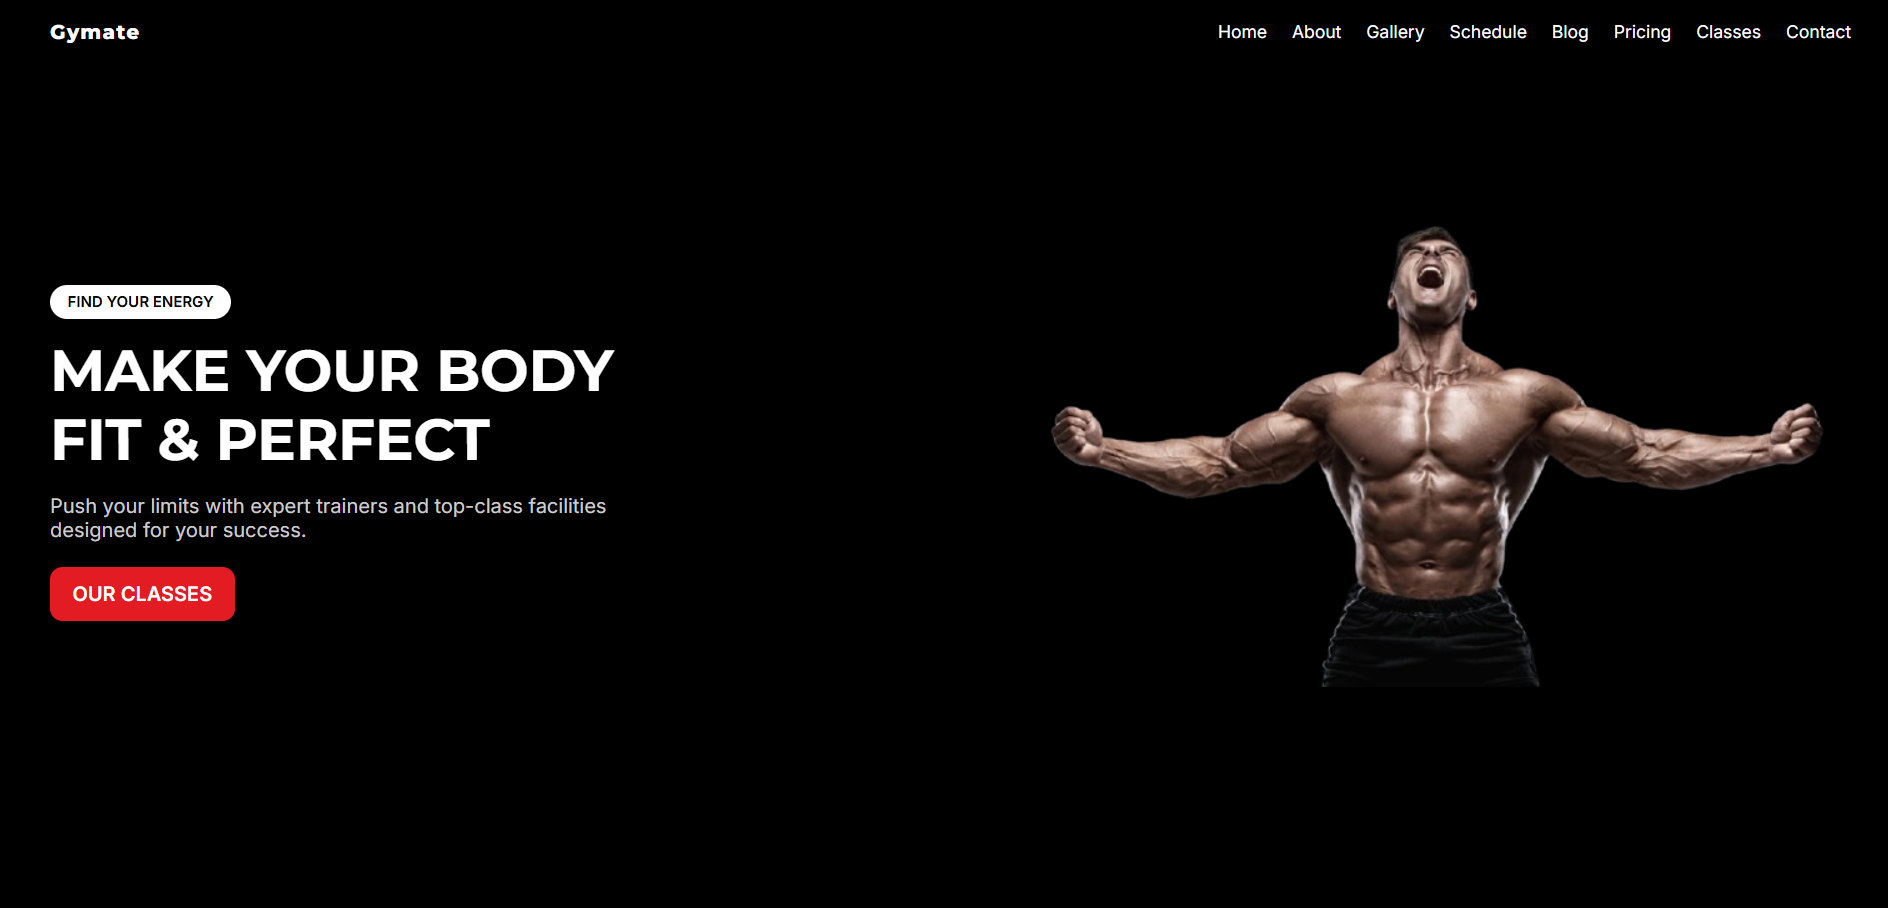 Gymate
Home About Gallery Schedule Blog Pricing Classes Contact
FIND YOUR ENERGY
MAKE YOUR BODY
FIT & PERFECT
Push your limits with expert trainers and top-class facilities
designed for your success.
OUR CLASSES